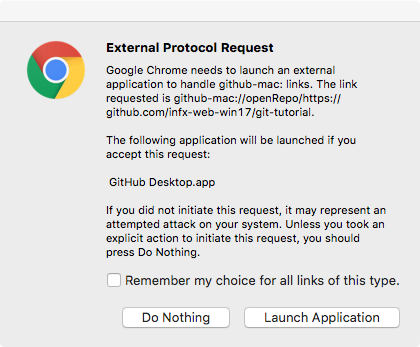 External Protocol Request
Google Chrome needs to launch an external
application to handle github-mac: links. The link
requested is github-mac://openRepo/https://
github.com/infx-web-win17/git-tutorial.
The following application will be launched if you
accept this request:
GitHub Desktop.app
If you did not initiate this request, it may represent an
attempted attack on your system. Unless you took an
explicit action to initiate this request, you should
press Do Nothing.
Remember my choice for all links of this type.
Do Nothing
Launch Application